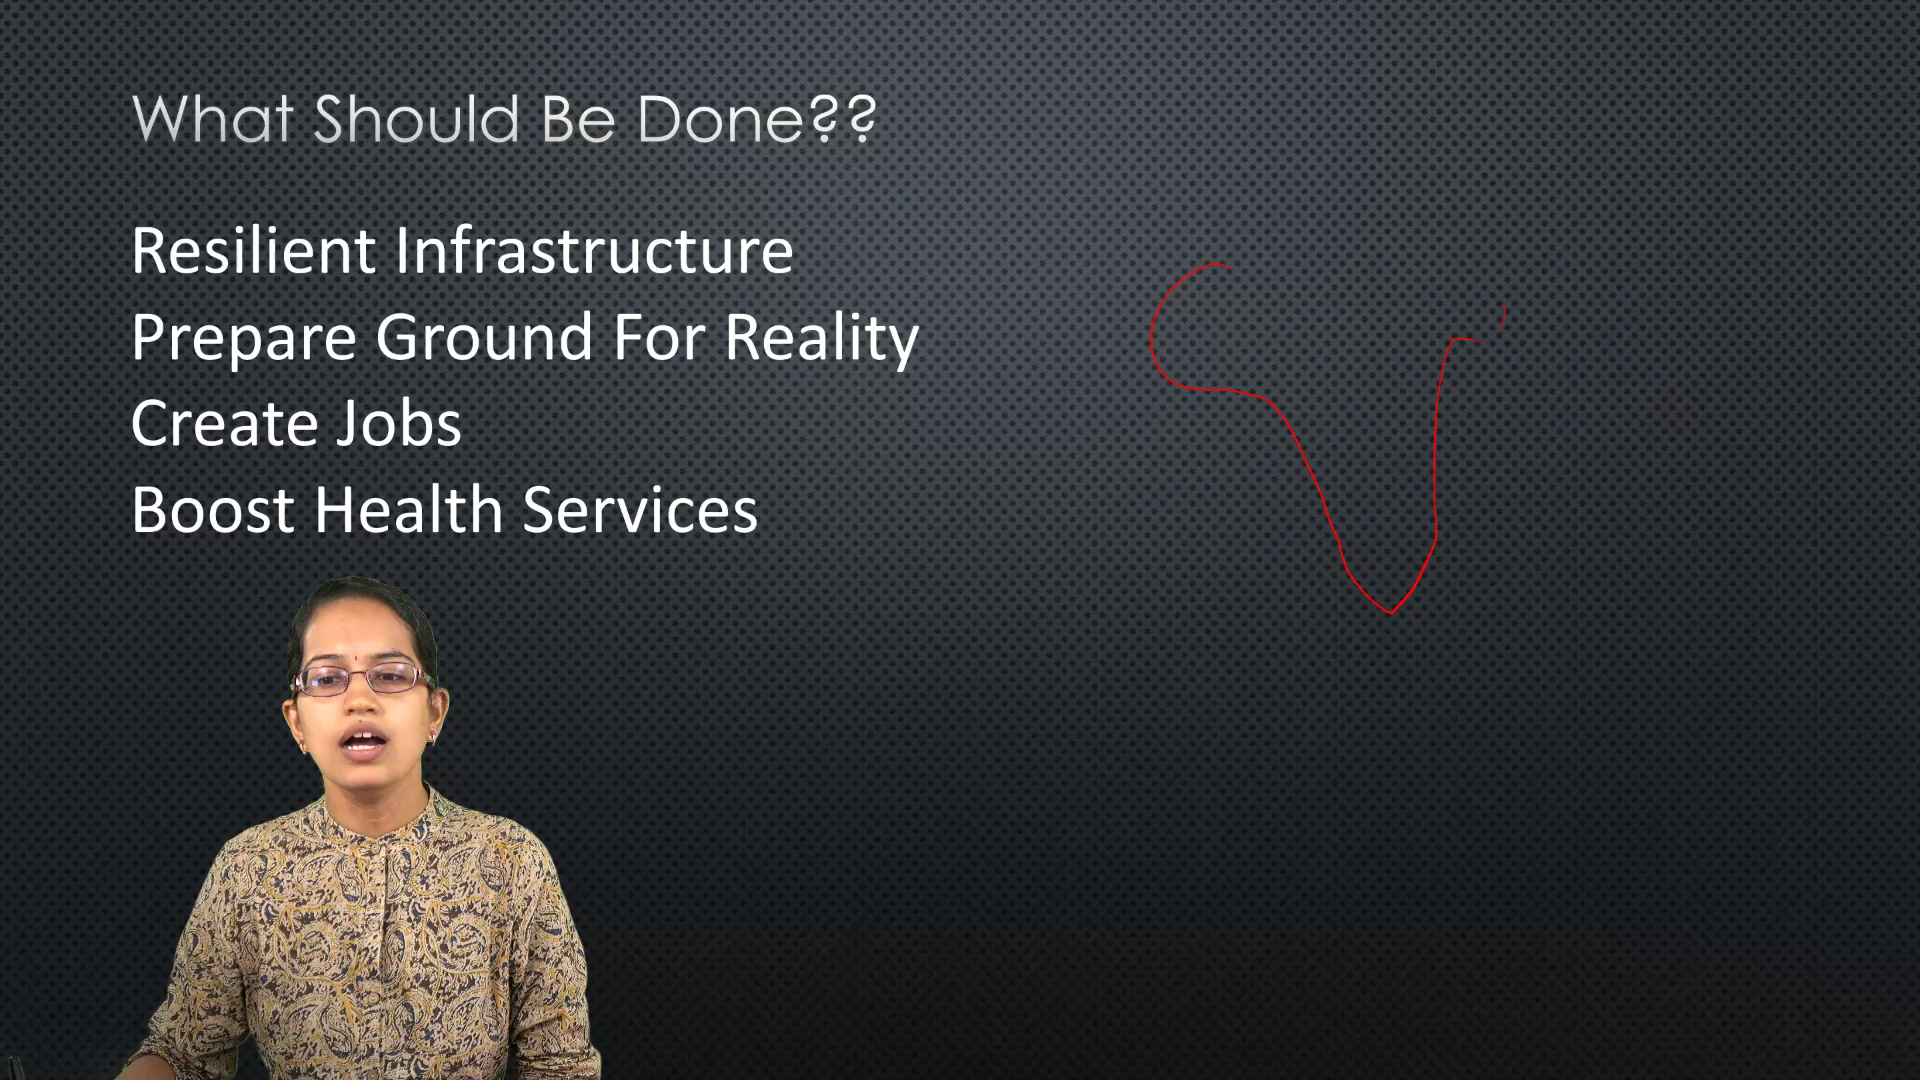 What Should Be Done??
Resilient Infrastructure
Prepare Ground For Reality
Create Jobs
Boost Health Services